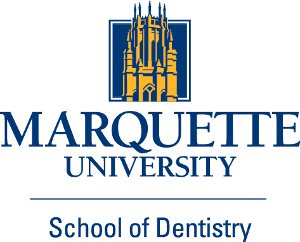 MARQUETTE
UNIVERSITY
School of Dentistry